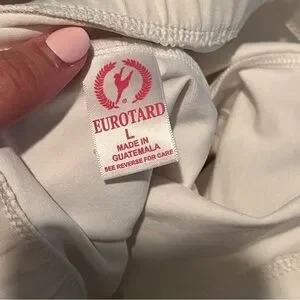 EUROTARD
L
MADE IN
GUATEMALA
SEE REVERSE FOR CARE